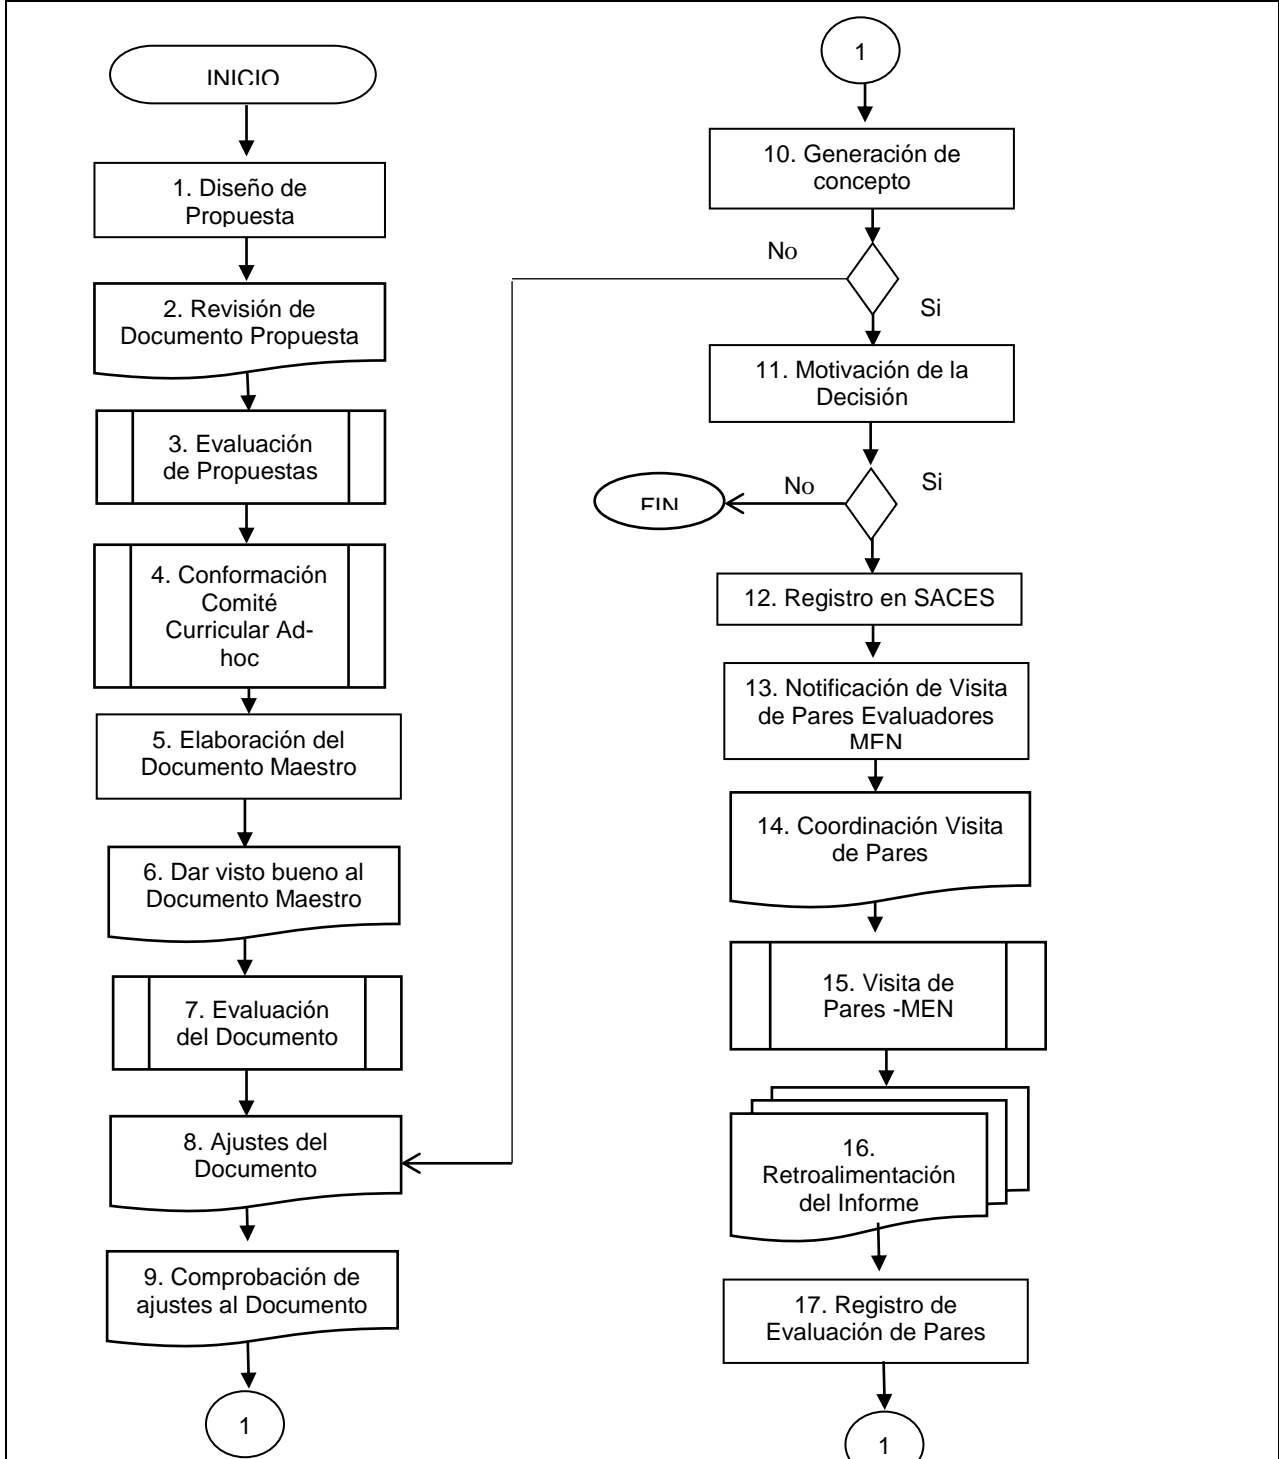 INICIO
1. Diseño de
Propuesta
2. Revisión de
Documento Propuesta
3. Evaluación
de Propuestas
4. Conformación
Comité
Curricular Ad-
hoc
5. Elaboración del
Documento Maestro
6. Dar visto bueno al
Documento Maestro
7. Evaluación
del Documento
8. Ajustes del
Documento
9. Comprobación de
ajustes al Documento
1
1
10. Generación de
concepto
No
Si
11. Motivación de la
Decisión
No
Si
FIN
12. Registro en SACES
13. Notificación de Visita
de Pares Evaluadores
MEN
14. Coordinación Visita
de Pares
15. Visita de
Pares -MEN
16.
Retroalimentación
del Informe
17. Registro de
Evaluación de Pares
1